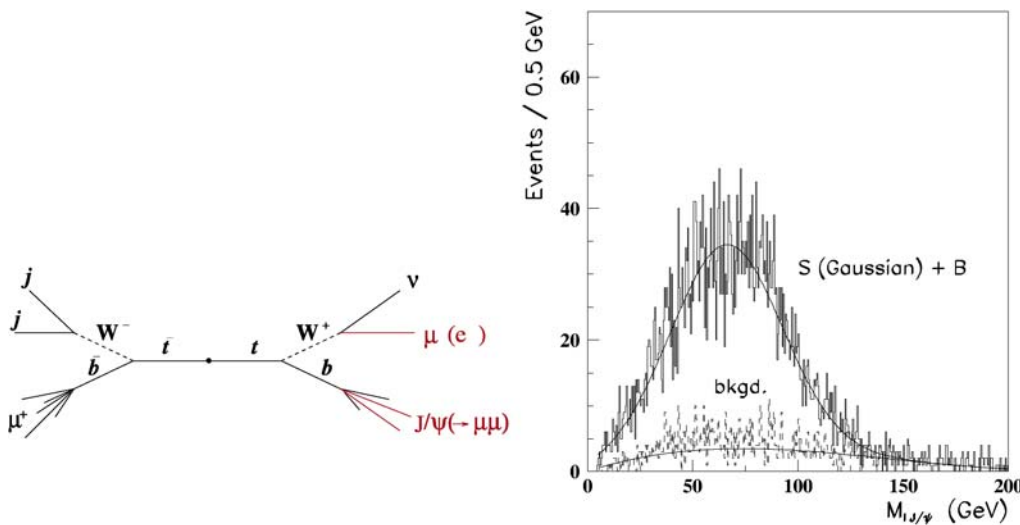 j
j
W⁻
t̄
b̄
μ⁺
W⁺
t
b
ν
μ (e )
J/ψ(→ μμ)
Events / 0.5 GeV
60
40
20
0
S (Gaussian) + B
bkgd.
0 50 100 150 200
M_{lJ/ψ} (GeV)